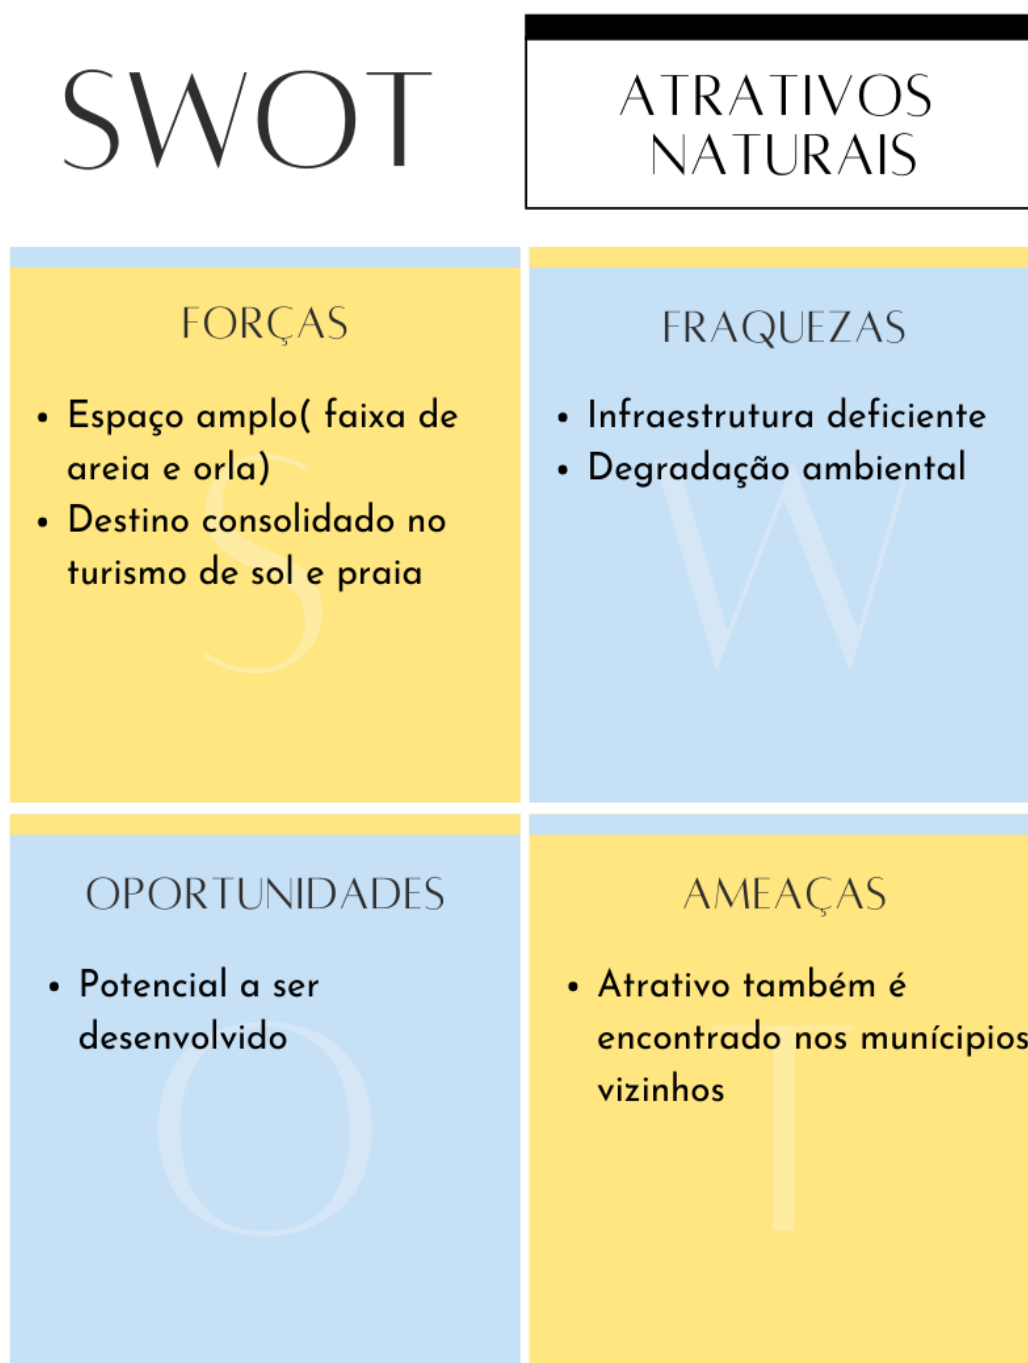 SWOT
ATRATIVOS
NATURAIS
FORÇAS
• Espaço amplo( faixa de
areia e orla)
• Destino consolidado no
turismo de sol e praia
S
FRAQUEZAS
• Infraestrutura deficiente
• Degradação ambiental
W
OPORTUNIDADES
• Potencial a ser
desenvolvido
O
AMEAÇAS
• Atrativo também é
encontrado nos munícipios
vizinhos
T